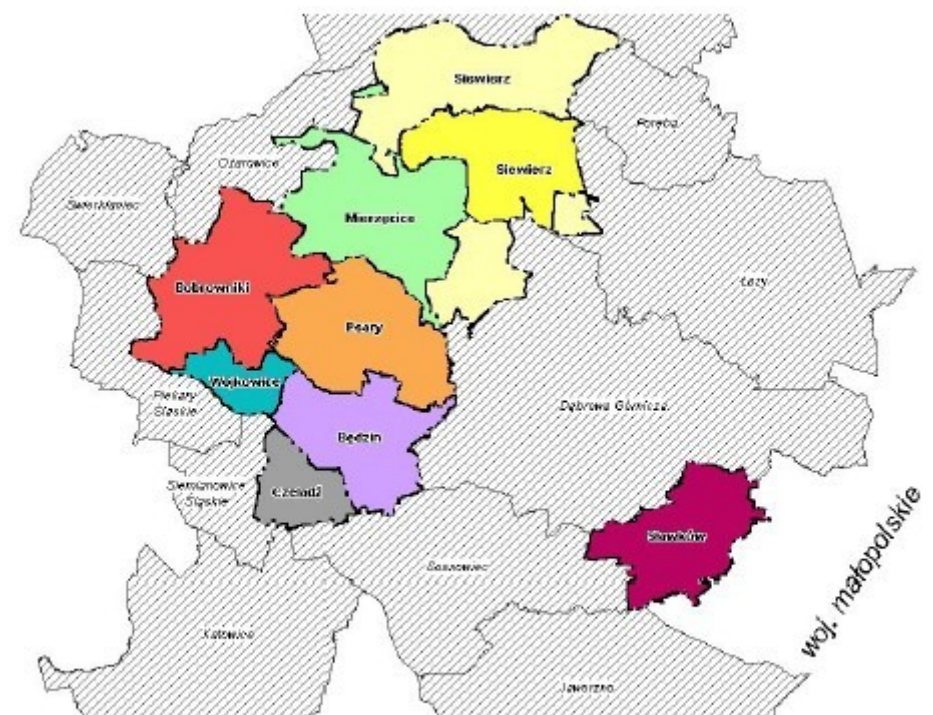 Siewierz
Poręba
Ożarowice
Siewierz
Świerklaniec
Mierzęcice
Bobrowniki
Łazy
Psary
Wojkowice
Piekary
Śląskie
Dąbrowa Górnicza
Będzin
Siemianowice
Śląskie
Czeladź
Sławków
Sosnowiec
woj. małopolskie
Katowice
Jaworzno